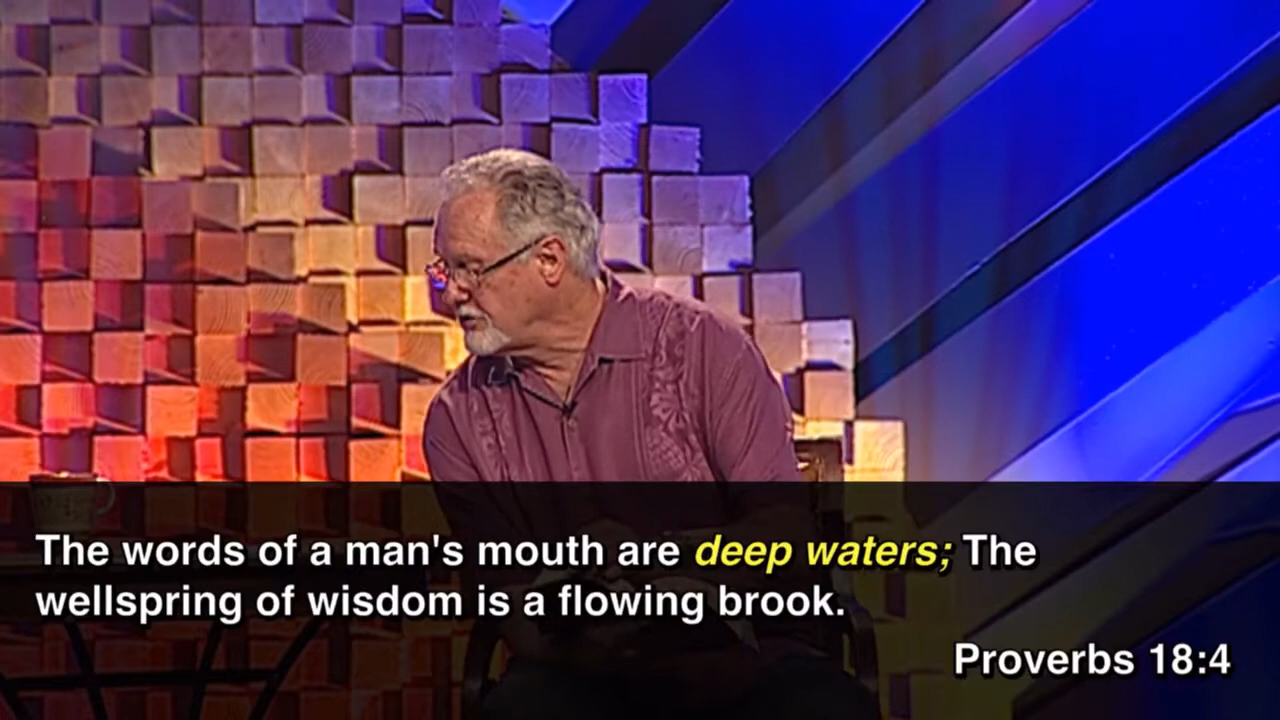 The words of a man's mouth are deep waters; The
wellspring of wisdom is a flowing brook.
Proverbs 18:4